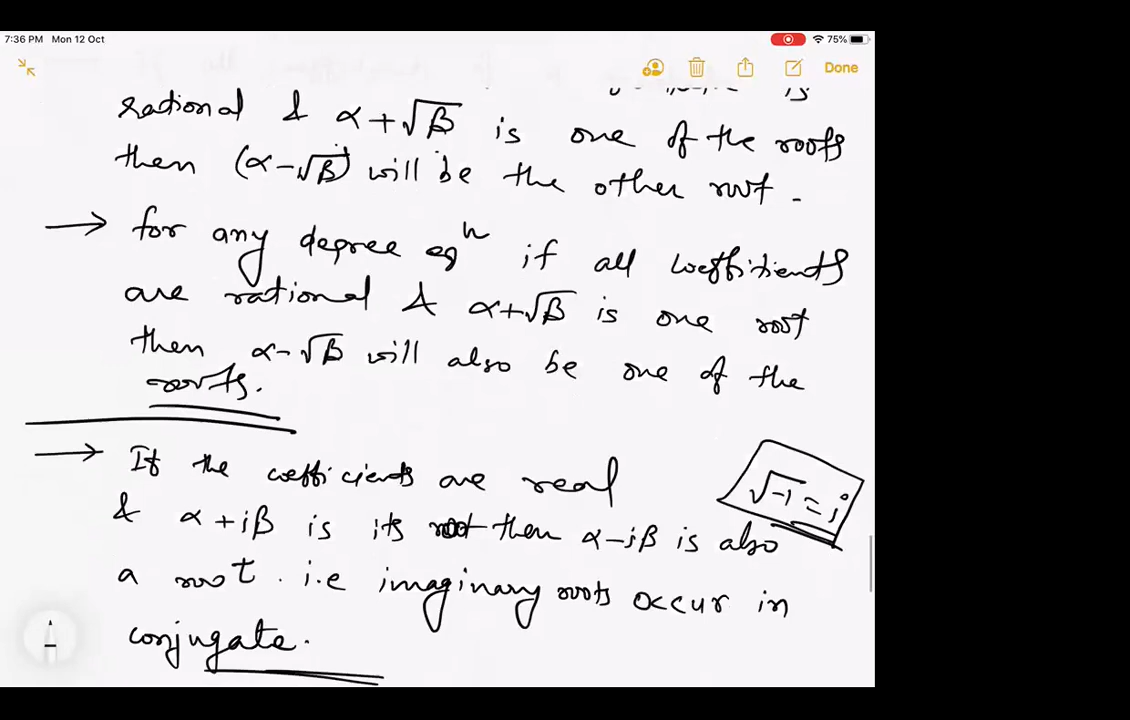 7:36 PM Mon 12 Oct
75%
Done
is
rational & α+√β is one of the roots
then (α-√β) will be the other root.
→ for any degree eqn if all coefficients
are rational & α+√β is one root
then α-√β will also be one of the
roots.
→ If the coefficients are real
√-1 = i
& α+iβ is its root then α-iβ is also
a root. i.e imaginary roots occur in
conjugate.